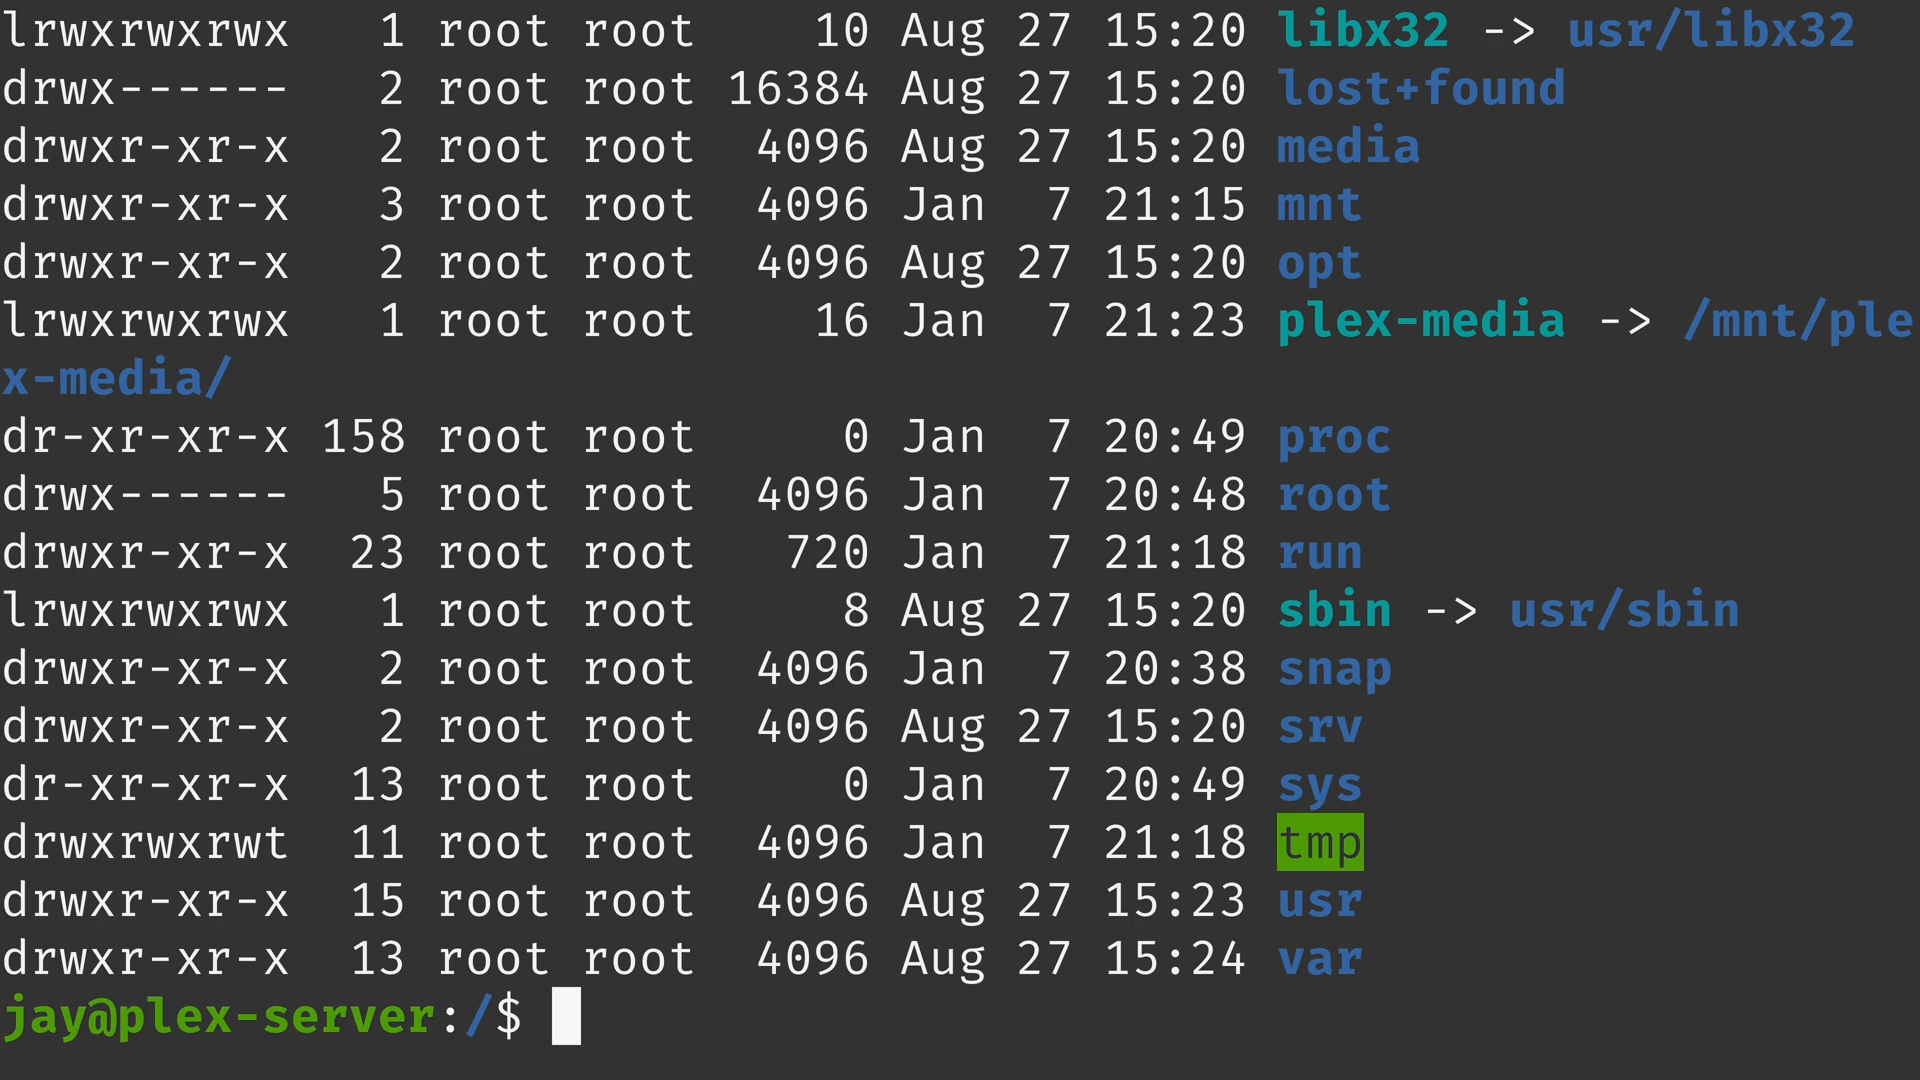 lrwxrwxrwx   1 root root    10 Aug 27 15:20 libx32 -> usr/libx32
drwx------   2 root root 16384 Aug 27 15:20 lost+found
drwxr-xr-x   2 root root  4096 Aug 27 15:20 media
drwxr-xr-x   3 root root  4096 Jan  7 21:15 mnt
drwxr-xr-x   2 root root  4096 Aug 27 15:20 opt
lrwxrwxrwx   1 root root    16 Jan  7 21:23 plex-media -> /mnt/ple
x-media/
dr-xr-xr-x 158 root root     0 Jan  7 20:49 proc
drwx------   5 root root  4096 Jan  7 20:48 root
drwxr-xr-x  23 root root   720 Jan  7 21:18 run
lrwxrwxrwx   1 root root     8 Aug 27 15:20 sbin -> usr/sbin
drwxr-xr-x   2 root root  4096 Jan  7 20:38 snap
drwxr-xr-x   2 root root  4096 Aug 27 15:20 srv
dr-xr-xr-x  13 root root     0 Jan  7 20:49 sys
drwxrwxrwt  11 root root  4096 Jan  7 21:18 tmp
drwxr-xr-x  15 root root  4096 Aug 27 15:23 usr
drwxr-xr-x  13 root root  4096 Aug 27 15:24 var
jay@plex-server:/$